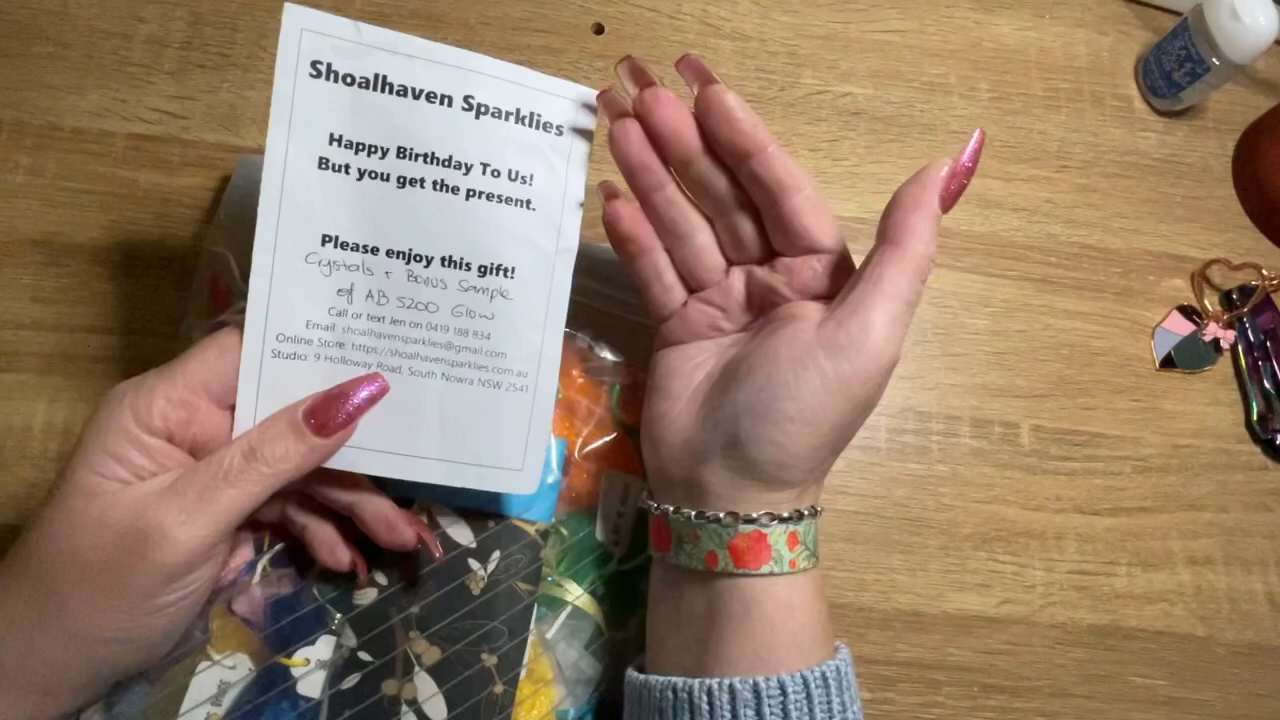 Shoalhaven Sparklies
Happy Birthday To Us!
But you get the present.
Please enjoy this gift!
Crystals + Bonus Sample
of AB 5200 Glow
Call or text Jen on 0419 188 834
Email: shoalhavensparklies@gmail.com
Online Store: https://shoalhavensparklies.com.au
Studio: 9 Holloway Road, South Nowra NSW 2541